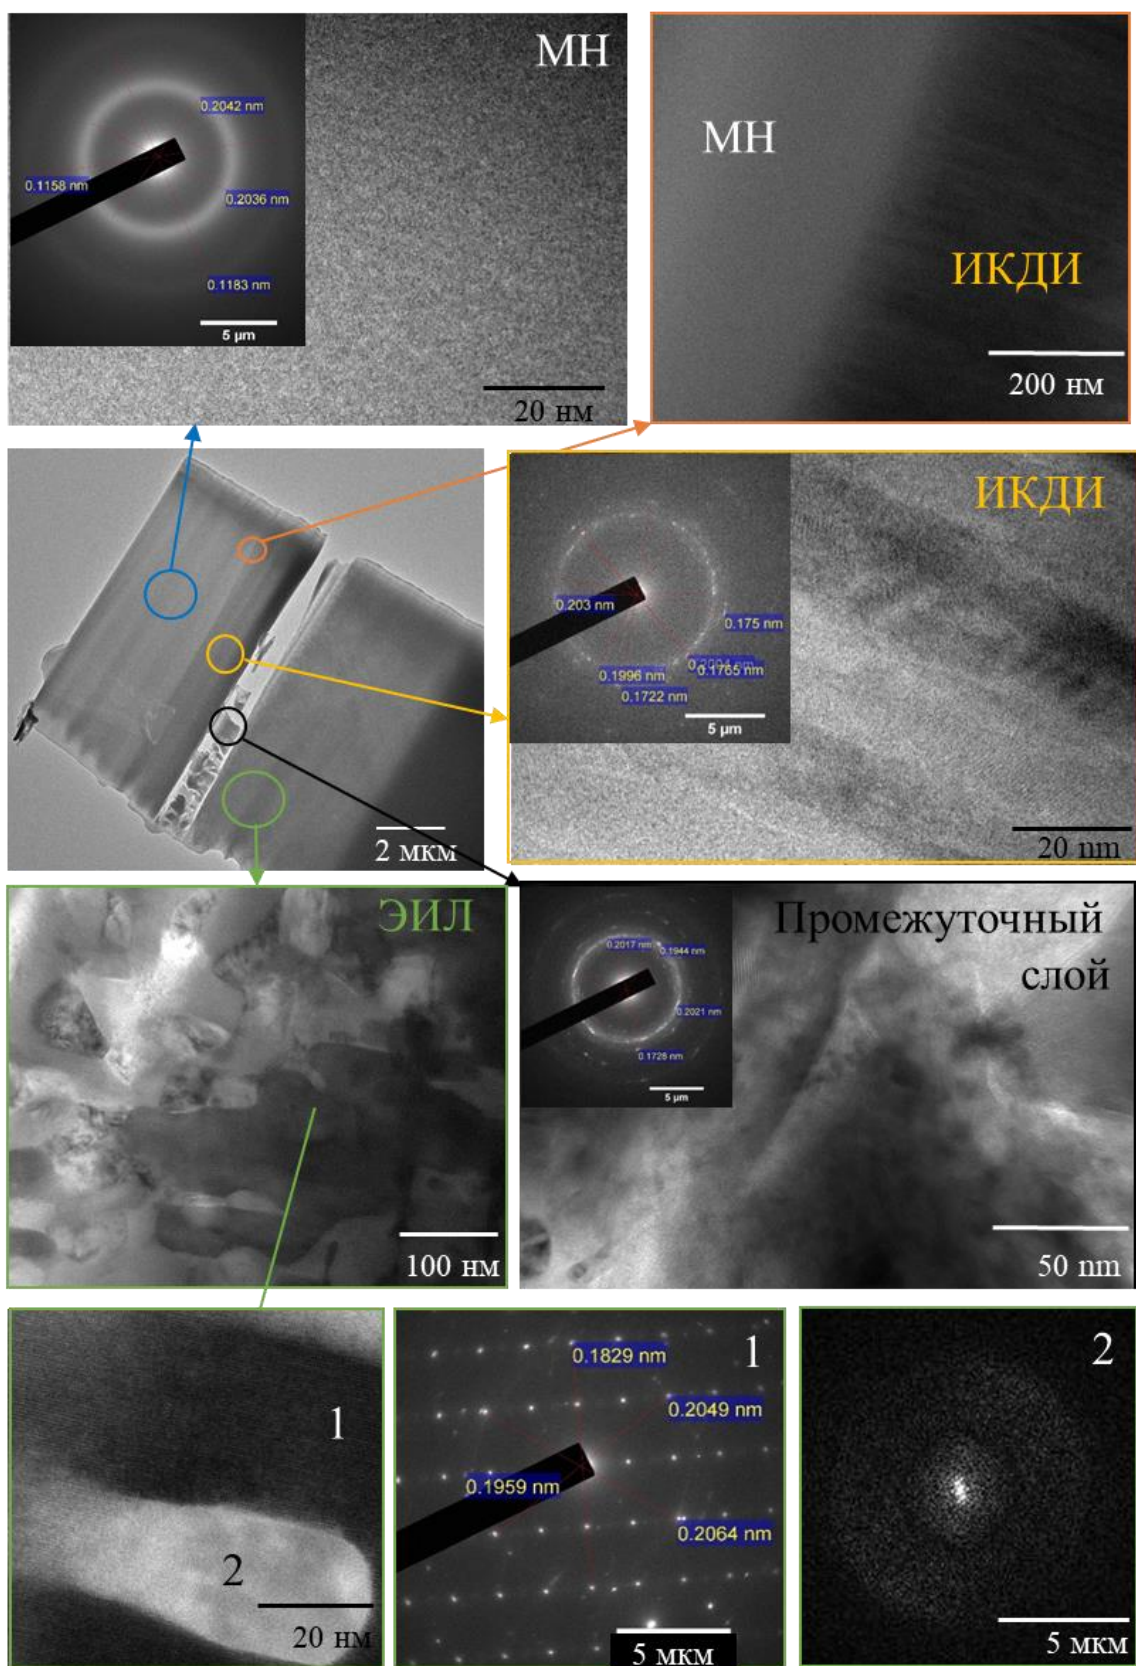 МН
0.2042 nm
0.1158 nm
0.2036 nm
0.1183 nm
5 µm
20 нм
МН
ИКДИ
200 нм
2 мкм
ИКДИ
0.203 nm
0.175 nm
0.1765 nm
0.1996 nm
0.1722 nm
5 µm
20 nm
ЭИЛ
100 нм
Промежуточный
слой
0.2017 nm
0.1944 nm
0.2021 nm
0.1728 nm
5 µm
50 nm
1
2
20 нм
1
0.1829 nm
0.2049 nm
0.1959 nm
0.2064 nm
5 мкм
2
5 мкм